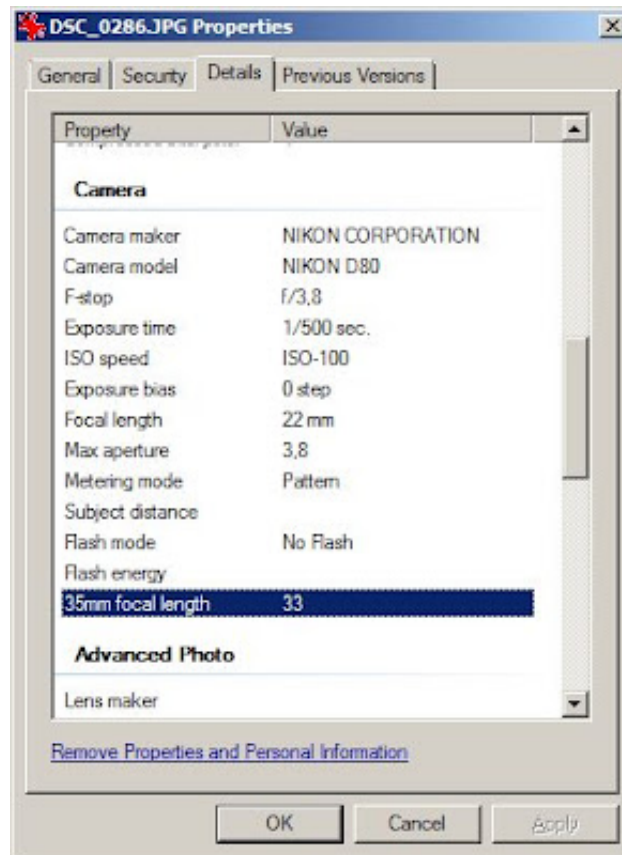 DSC_0286.JPG Properties
General Security Details Previous Versions
Property Value
Camera
Camera maker NIKON CORPORATION
Camera model NIKON D80
F-stop f/3,8
Exposure time 1/500 sec.
ISO speed ISO-100
Exposure bias 0 step
Focal length 22 mm
Max aperture 3,8
Metering mode Pattern
Subject distance
Flash mode No Flash
Flash energy
35mm focal length 33
Advanced Photo
Lens maker
Remove Properties and Personal Information
OK Cancel Apply